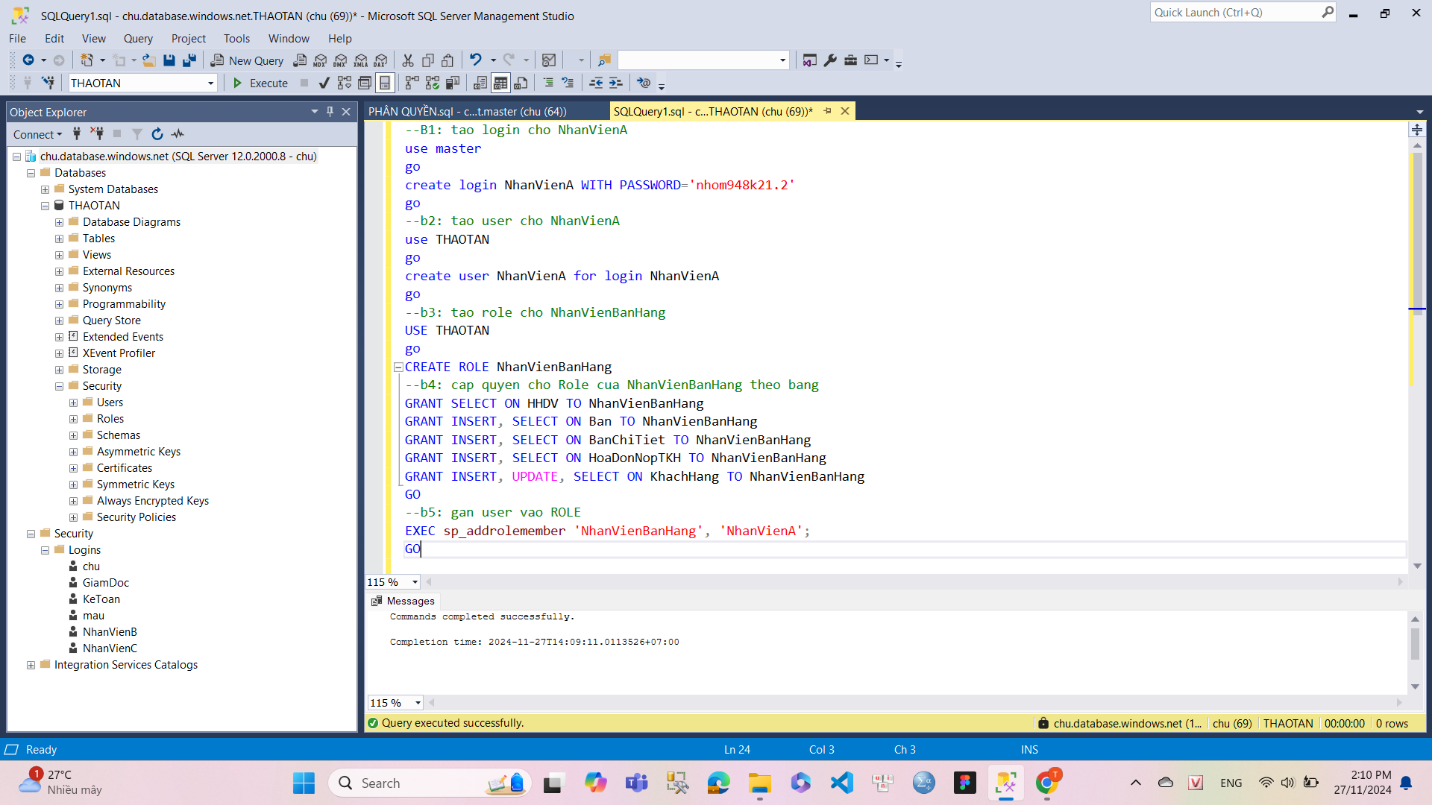 SQLQuery1.sql - chu.database.windows.net.THAOTAN (chu (69))* - Microsoft SQL Server Management Studio
Quick Launch (Ctrl+Q)
File Edit View Query Project Tools Window Help
New Query
MDX DMX XMLA DAX
THAOTAN
Execute
Object Explorer
Connect
chu.database.windows.net (SQL Server 12.0.2000.8 - chu)
Databases
System Databases
THAOTAN
Database Diagrams
Tables
Views
External Resources
Synonyms
Programmability
Query Store
Extended Events
XEvent Profiler
Storage
Security
Users
Roles
Schemas
Asymmetric Keys
Certificates
Symmetric Keys
Always Encrypted Keys
Security Policies
Security
Logins
chu
GiamDoc
KeToan
mau
NhanVienB
NhanVienC
Integration Services Catalogs
PHÂN QUYỀN.sql - c...t.master (chu (64))
SQLQuery1.sql - c...THAOTAN (chu (69))*
--B1: tao login cho NhanVienA
use master
go
create login NhanVienA WITH PASSWORD='nhom948k21.2'
go
--b2: tao user cho NhanVienA
use THAOTAN
go
create user NhanVienA for login NhanVienA
go
--b3: tao role cho NhanVienBanHang
USE THAOTAN
go
CREATE ROLE NhanVienBanHang
--b4: cap quyen cho Role cua NhanVienBanHang theo bang
GRANT SELECT ON HHDV TO NhanVienBanHang
GRANT INSERT, SELECT ON Ban TO NhanVienBanHang
GRANT INSERT, SELECT ON BanChiTiet TO NhanVienBanHang
GRANT INSERT, SELECT ON HoaDonNopTKH TO NhanVienBanHang
GRANT INSERT, UPDATE, SELECT ON KhachHang TO NhanVienBanHang
GO
--b5: gan user vao ROLE
EXEC sp_addrolemember 'NhanVienBanHang', 'NhanVienA';
GO
115 %
Messages
Commands completed successfully.
Completion time: 2024-11-27T14:09:11.0113526+07:00
115 %
Query executed successfully.
chu.database.windows.net (1... chu (69) THAOTAN 00:00:00 0 rows
Ready
Ln 24 Col 3 Ch 3 INS
1
27°C
Nhiều mây
Search
T
ENG
2:10 PM
27/11/2024